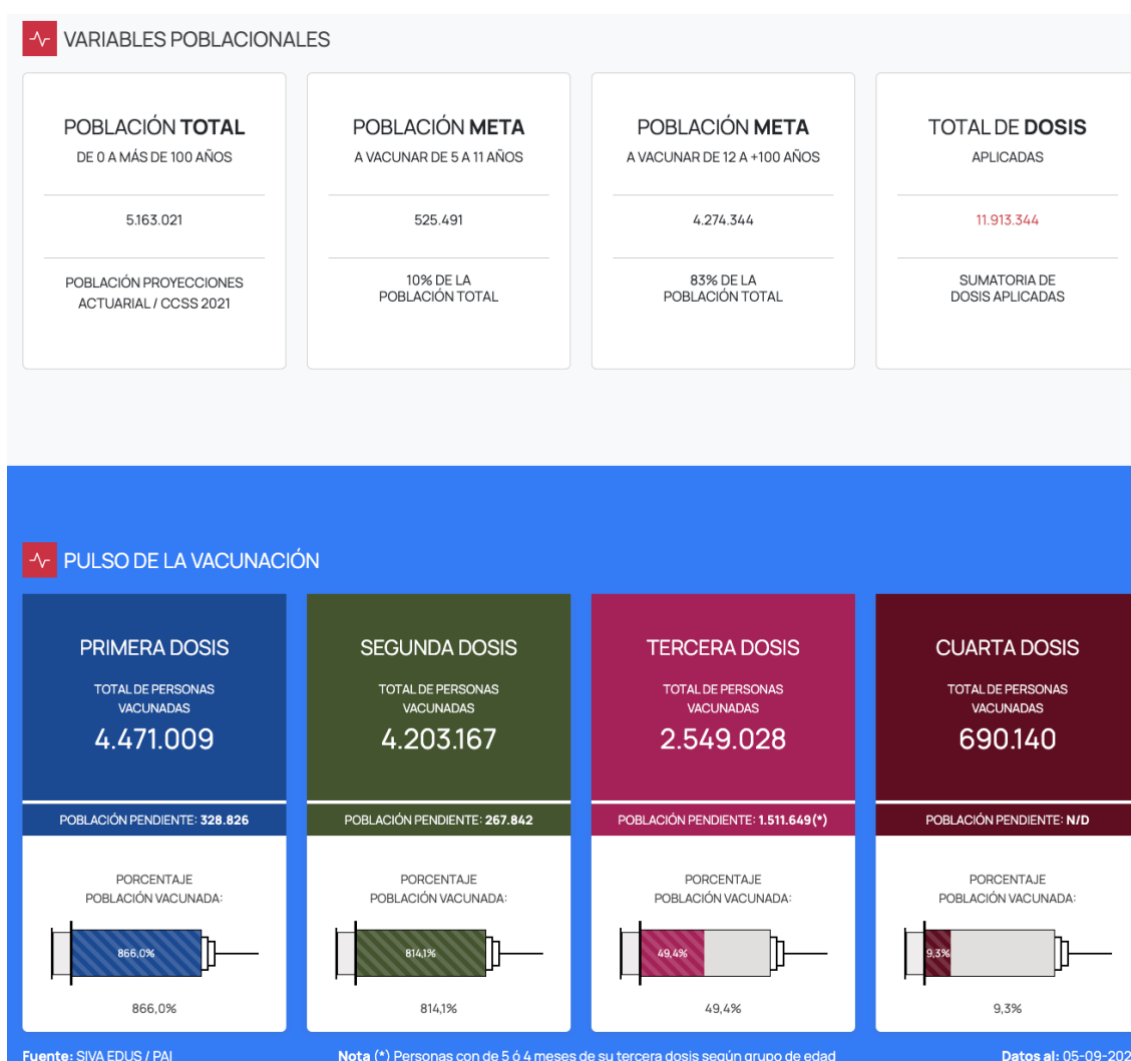 VARIABLES POBLACIONALES
POBLACIÓN TOTAL
DE 0 A MÁS DE 100 AÑOS
5.163.021
POBLACIÓN PROYECCIONES
ACTUARIAL / CCSS 2021
POBLACIÓN META
A VACUNAR DE 5 A 11 AÑOS
525.491
10% DE LA
POBLACIÓN TOTAL
POBLACIÓN META
A VACUNAR DE 12 A +100 AÑOS
4.274.344
83% DE LA
POBLACIÓN TOTAL
TOTAL DE DOSIS
APLICADAS
11.913.344
SUMATORIA DE
DOSIS APLICADAS
PULSO DE LA VACUNACIÓN
PRIMERA DOSIS
TOTAL DE PERSONAS
VACUNADAS
4.471.009
POBLACIÓN PENDIENTE: 328.826
PORCENTAJE
POBLACIÓN VACUNADA:
866,0%
866,0%
SEGUNDA DOSIS
TOTAL DE PERSONAS
VACUNADAS
4.203.167
POBLACIÓN PENDIENTE: 267.842
PORCENTAJE
POBLACIÓN VACUNADA:
814,1%
814,1%
TERCERA DOSIS
TOTAL DE PERSONAS
VACUNADAS
2.549.028
POBLACIÓN PENDIENTE: 1.511.649(*)
PORCENTAJE
POBLACIÓN VACUNADA:
49,4%
49,4%
CUARTA DOSIS
TOTAL DE PERSONAS
VACUNADAS
690.140
POBLACIÓN PENDIENTE: N/D
PORCENTAJE
POBLACIÓN VACUNADA:
9,3%
9,3%
Fuente: SIVA EDUS / PAI
Nota (*) Personas con de 5 ó 4 meses de su tercera dosis según grupo de edad
Datos al: 05-09-202